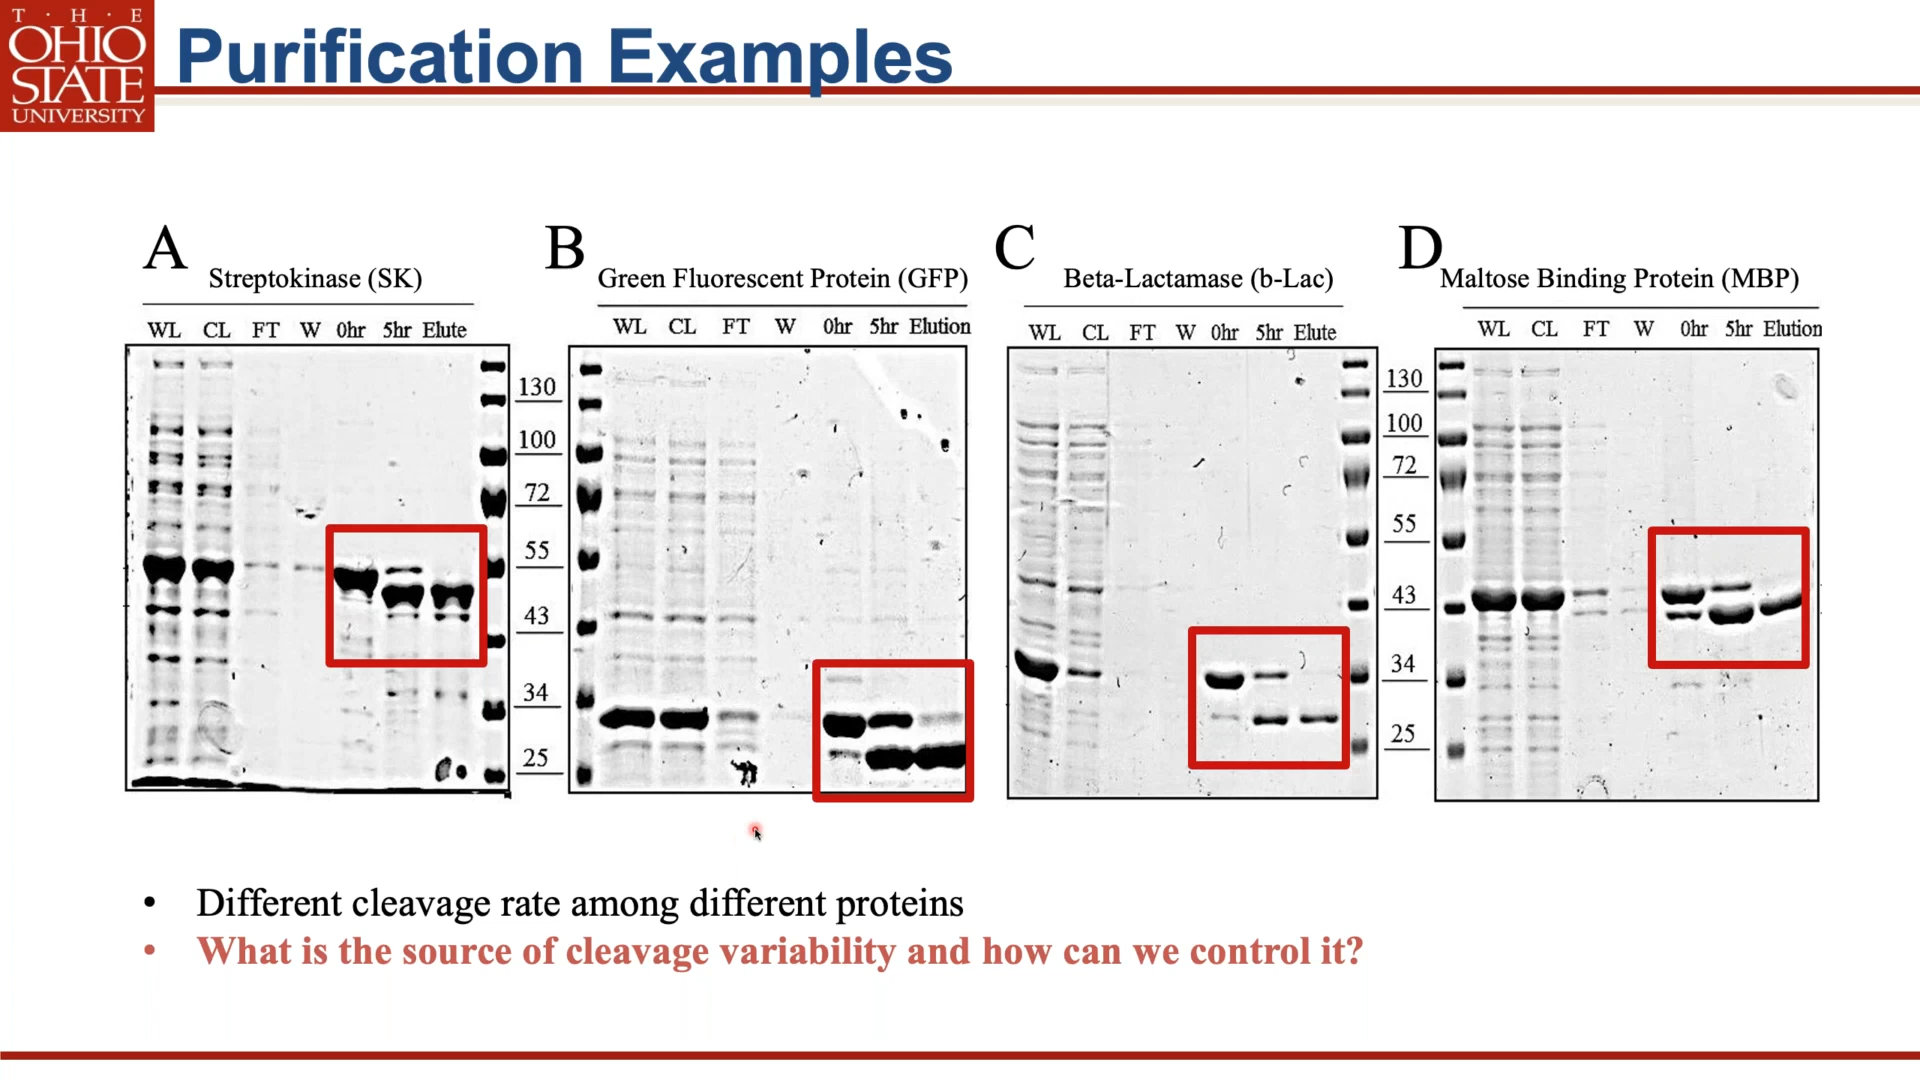 T · H · E
OHIO
STATE
UNIVERSITY
Purification Examples
A
Streptokinase (SK)
WL CL FT W 0hr 5hr Elute
130
100
72
55
43
34
25
B
Green Fluorescent Protein (GFP)
WL CL FT W 0hr 5hr Elution
C
Beta-Lactamase (b-Lac)
WL CL FT W 0hr 5hr Elute
130
100
72
55
43
34
25
D
Maltose Binding Protein (MBP)
WL CL FT W 0hr 5hr Elution
• Different cleavage rate among different proteins
• What is the source of cleavage variability and how can we control it?